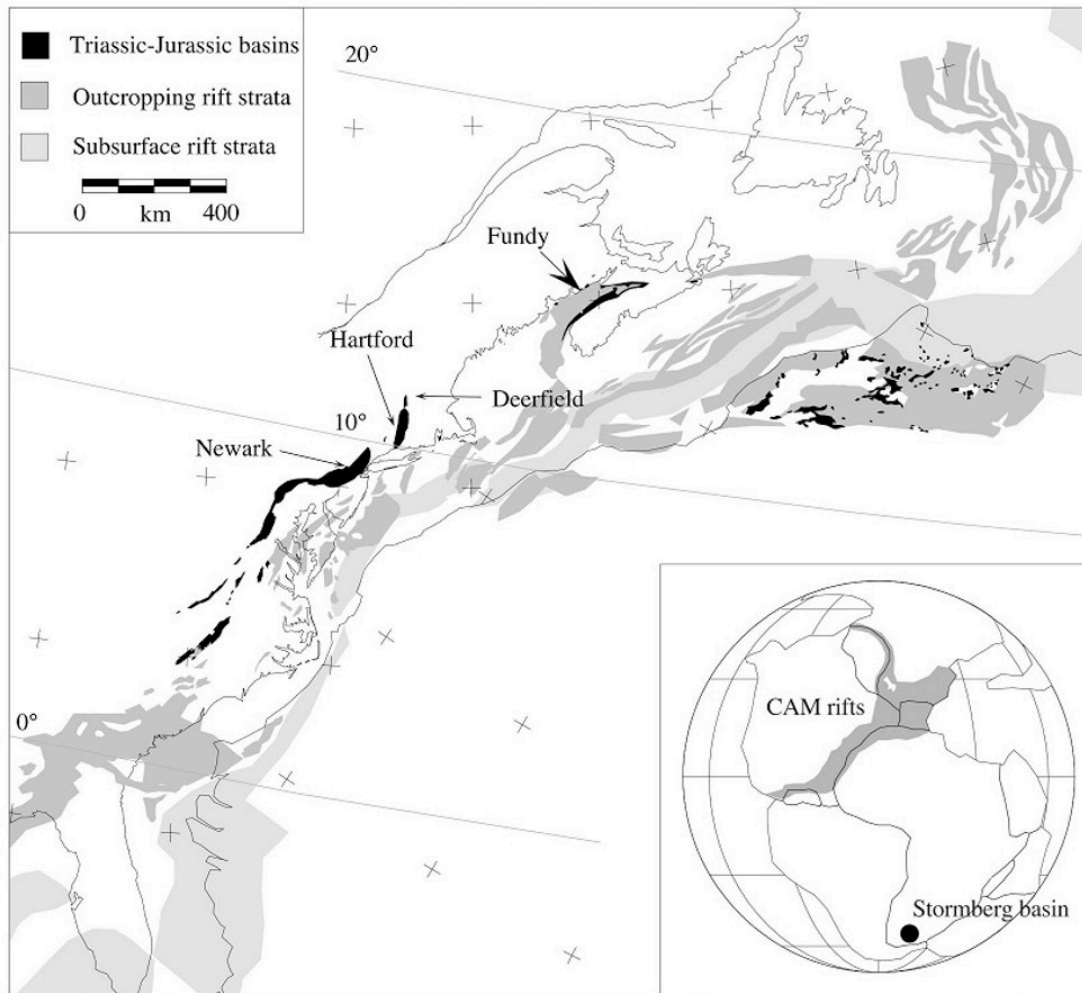 Triassic-Jurassic basins
Outcropping rift strata
Subsurface rift strata
0 km 400
20°
Fundy
Hartford
Deerfield
10°
Newark
0°
CAM rifts
Stormberg basin